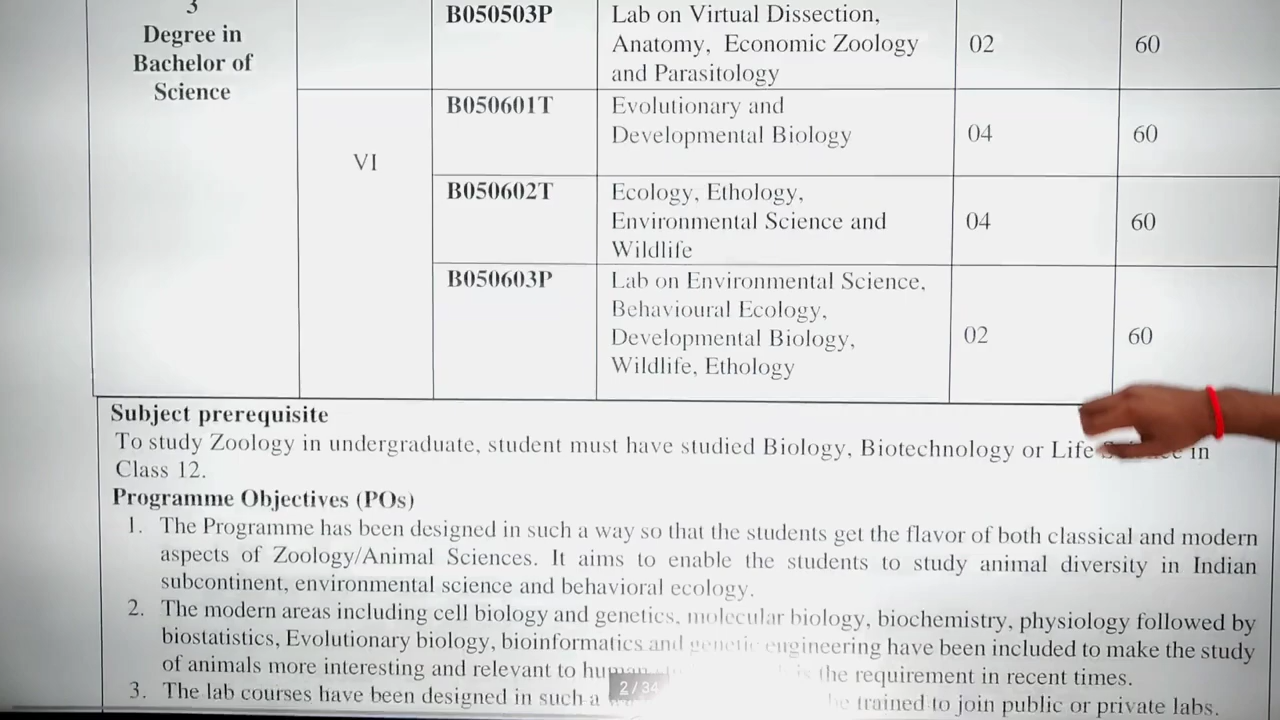 3
Degree in
Bachelor of
Science
B050503P
Lab on Virtual Dissection,
Anatomy, Economic Zoology
and Parasitology
02
60
VI
B050601T
Evolutionary and
Developmental Biology
04
60
B050602T
Ecology, Ethology,
Environmental Science and
Wildlife
04
60
B050603P
Lab on Environmental Science,
Behavioural Ecology,
Developmental Biology,
Wildlife, Ethology
02
60
Subject prerequisite
To study Zoology in undergraduate, student must have studied Biology, Biotechnology or Life in
Class 12.
Programme Objectives (POs)
1. The Programme has been designed in such a way so that the students get the flavor of both classical and modern
aspects of Zoology/Animal Sciences. It aims to enable the students to study animal diversity in Indian
subcontinent, environmental science and behavioral ecology.
2. The modern areas including cell biology and genetics, molecular biology, biochemistry, physiology followed by
biostatistics, Evolutionary biology, bioinformatics and genetic engineering have been included to make the study
of animals more interesting and relevant to the requirement in recent times.
3. The lab courses have been designed in such a trained to join public or private labs.
2 / 34